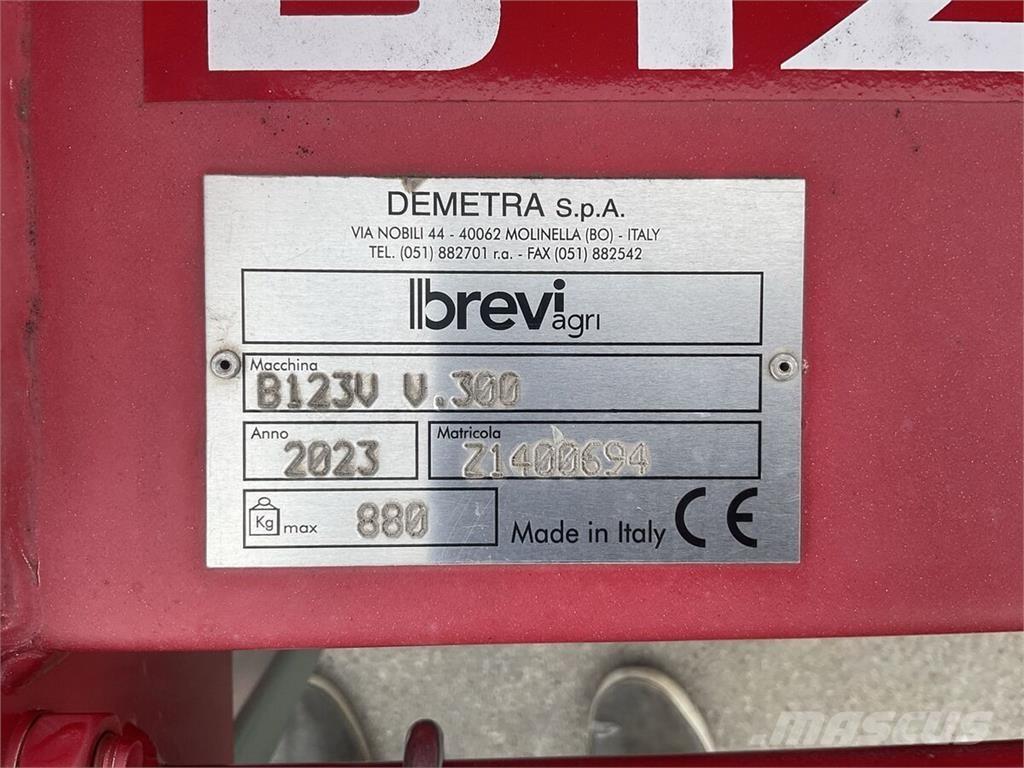 B12
DEMETRA S.p.A.
VIA NOBILI 44 - 40062 MOLINELLA (BO) - ITALY
TEL. (051) 882701 r.a. - FAX (051) 882542
brevi agri
Macchina
B123V V.300
Anno
2023
Matricola
Z1400694
Kg max 880
Made in Italy CE
MASCUS